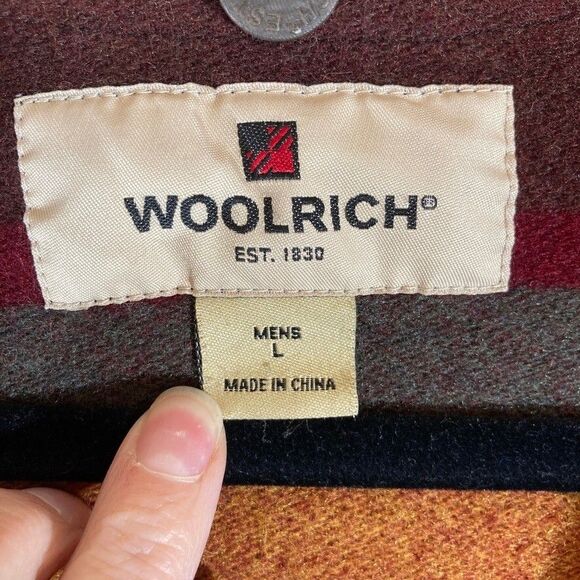 WOOLRICH®
EST. 1830
MENS
L
MADE IN CHINA